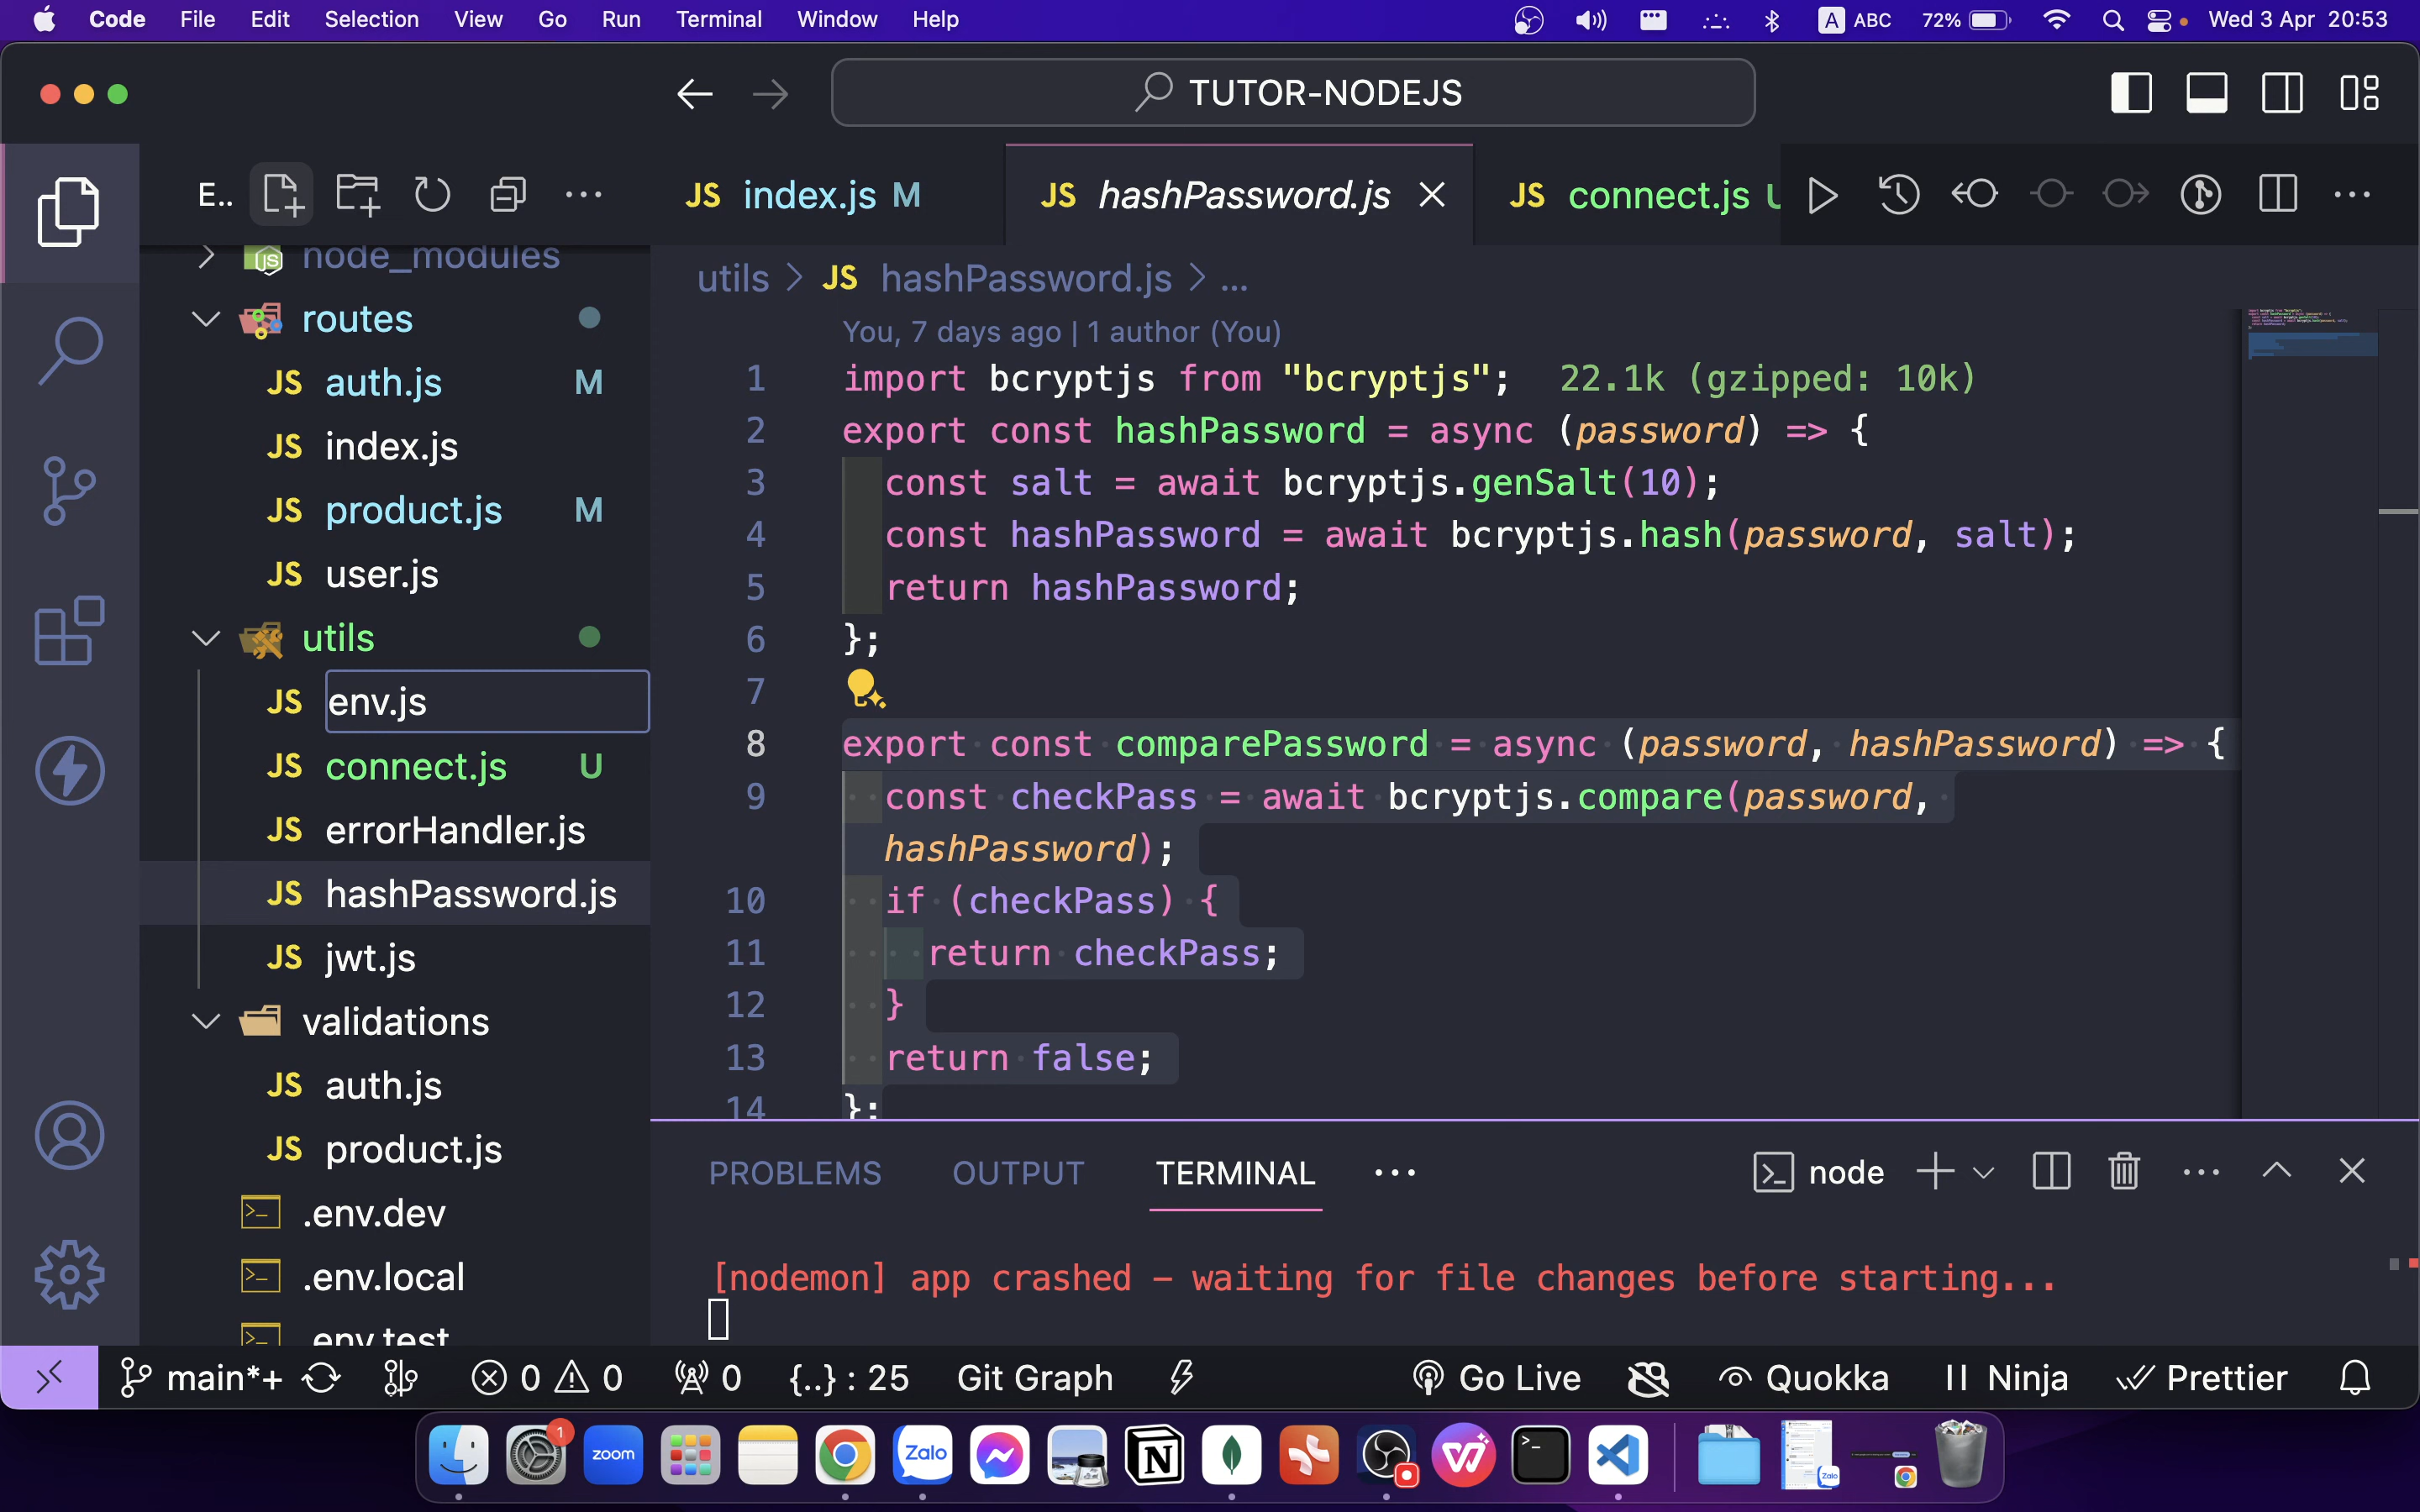 Code File Edit Selection View Go Run Terminal Window Help A ABC 72% Wed 3 Apr 20:53
TUTOR-NODEJS
E..
JS index.js M
JS hashPassword.js
JS connect.js
utils > JS hashPassword.js > ...
node_modules
routes
JS auth.js M
JS index.js
JS product.js M
JS user.js
utils
JS env.js
JS connect.js U
JS errorHandler.js
JS hashPassword.js
JS jwt.js
validations
JS auth.js
JS product.js
.env.dev
.env.local
.env.test
You, 7 days ago | 1 author (You)
1 import bcryptjs from "bcryptjs"; 22.1k (gzipped: 10k)
2 export const hashPassword = async (password) => {
3 const salt = await bcryptjs.genSalt(10);
4 const hashPassword = await bcryptjs.hash(password, salt);
5 return hashPassword;
6 };
7
8 export const comparePassword = async (password, hashPassword) => {
9 const checkPass = await bcryptjs.compare(password,
hashPassword);
10 if (checkPass) {
11 return checkPass;
12 }
13 return false;
14 };
PROBLEMS OUTPUT TERMINAL ... node
[nodemon] app crashed – waiting for file changes before starting...
main*+ 0 0 0 {..} : 25 Git Graph Go Live Quokka Ninja Prettier
1
zoom
Zalo